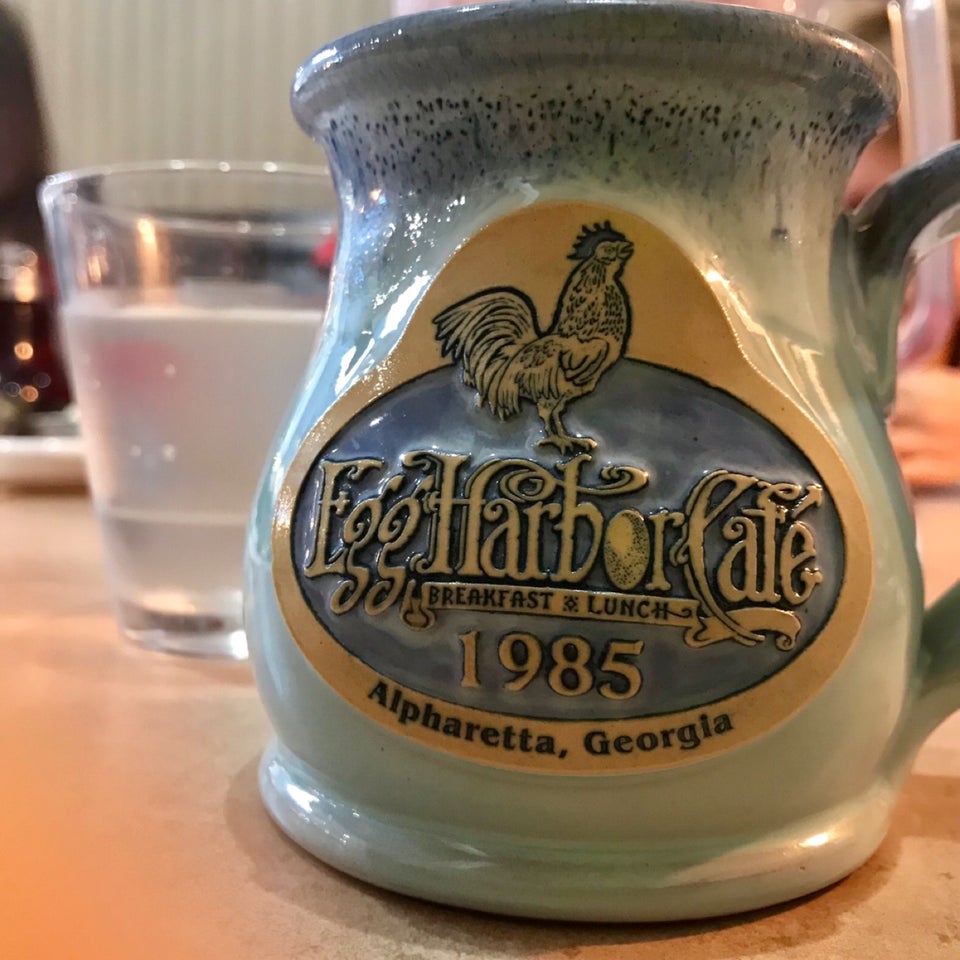 Egg Harbor Café
BREAKFAST LUNCH
1985
Alpharetta, Georgia